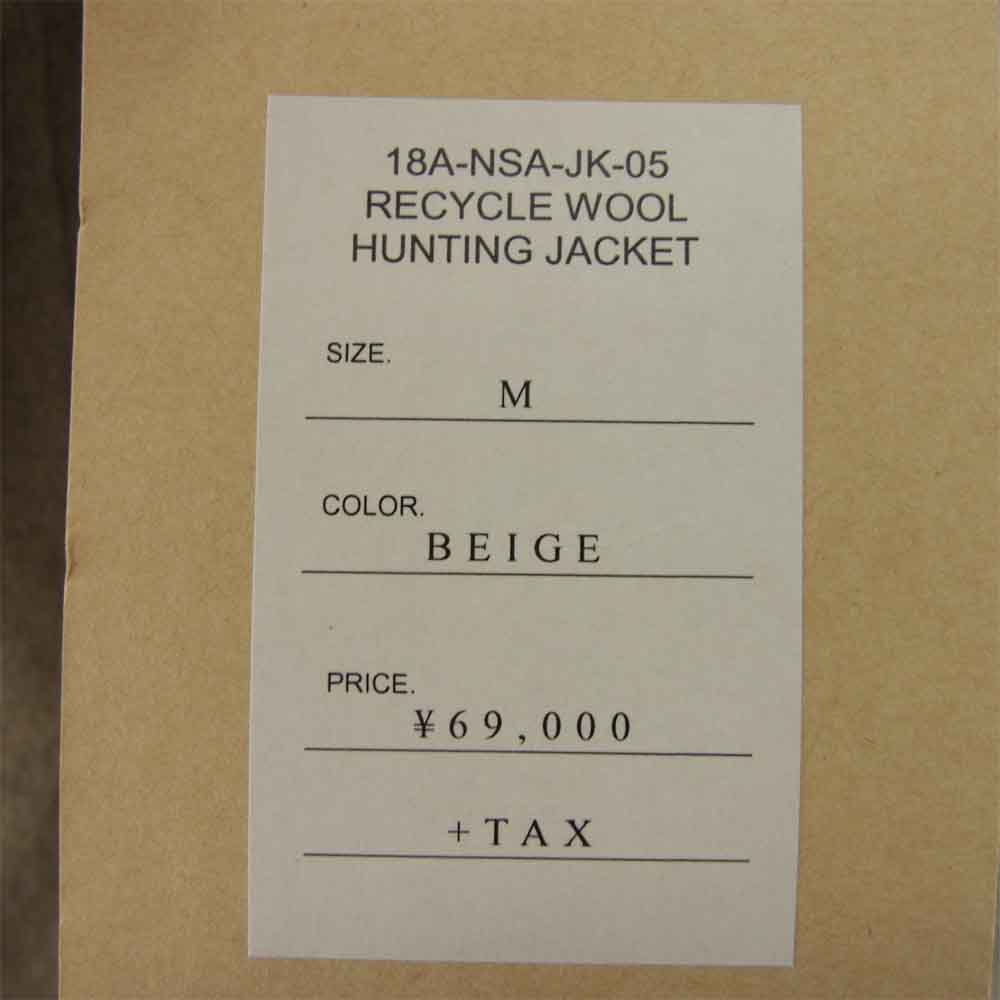 18A-NSA-JK-05
RECYCLE WOOL
HUNTING JACKET
SIZE.
M
COLOR.
BEIGE
PRICE.
¥69,000
+TAX